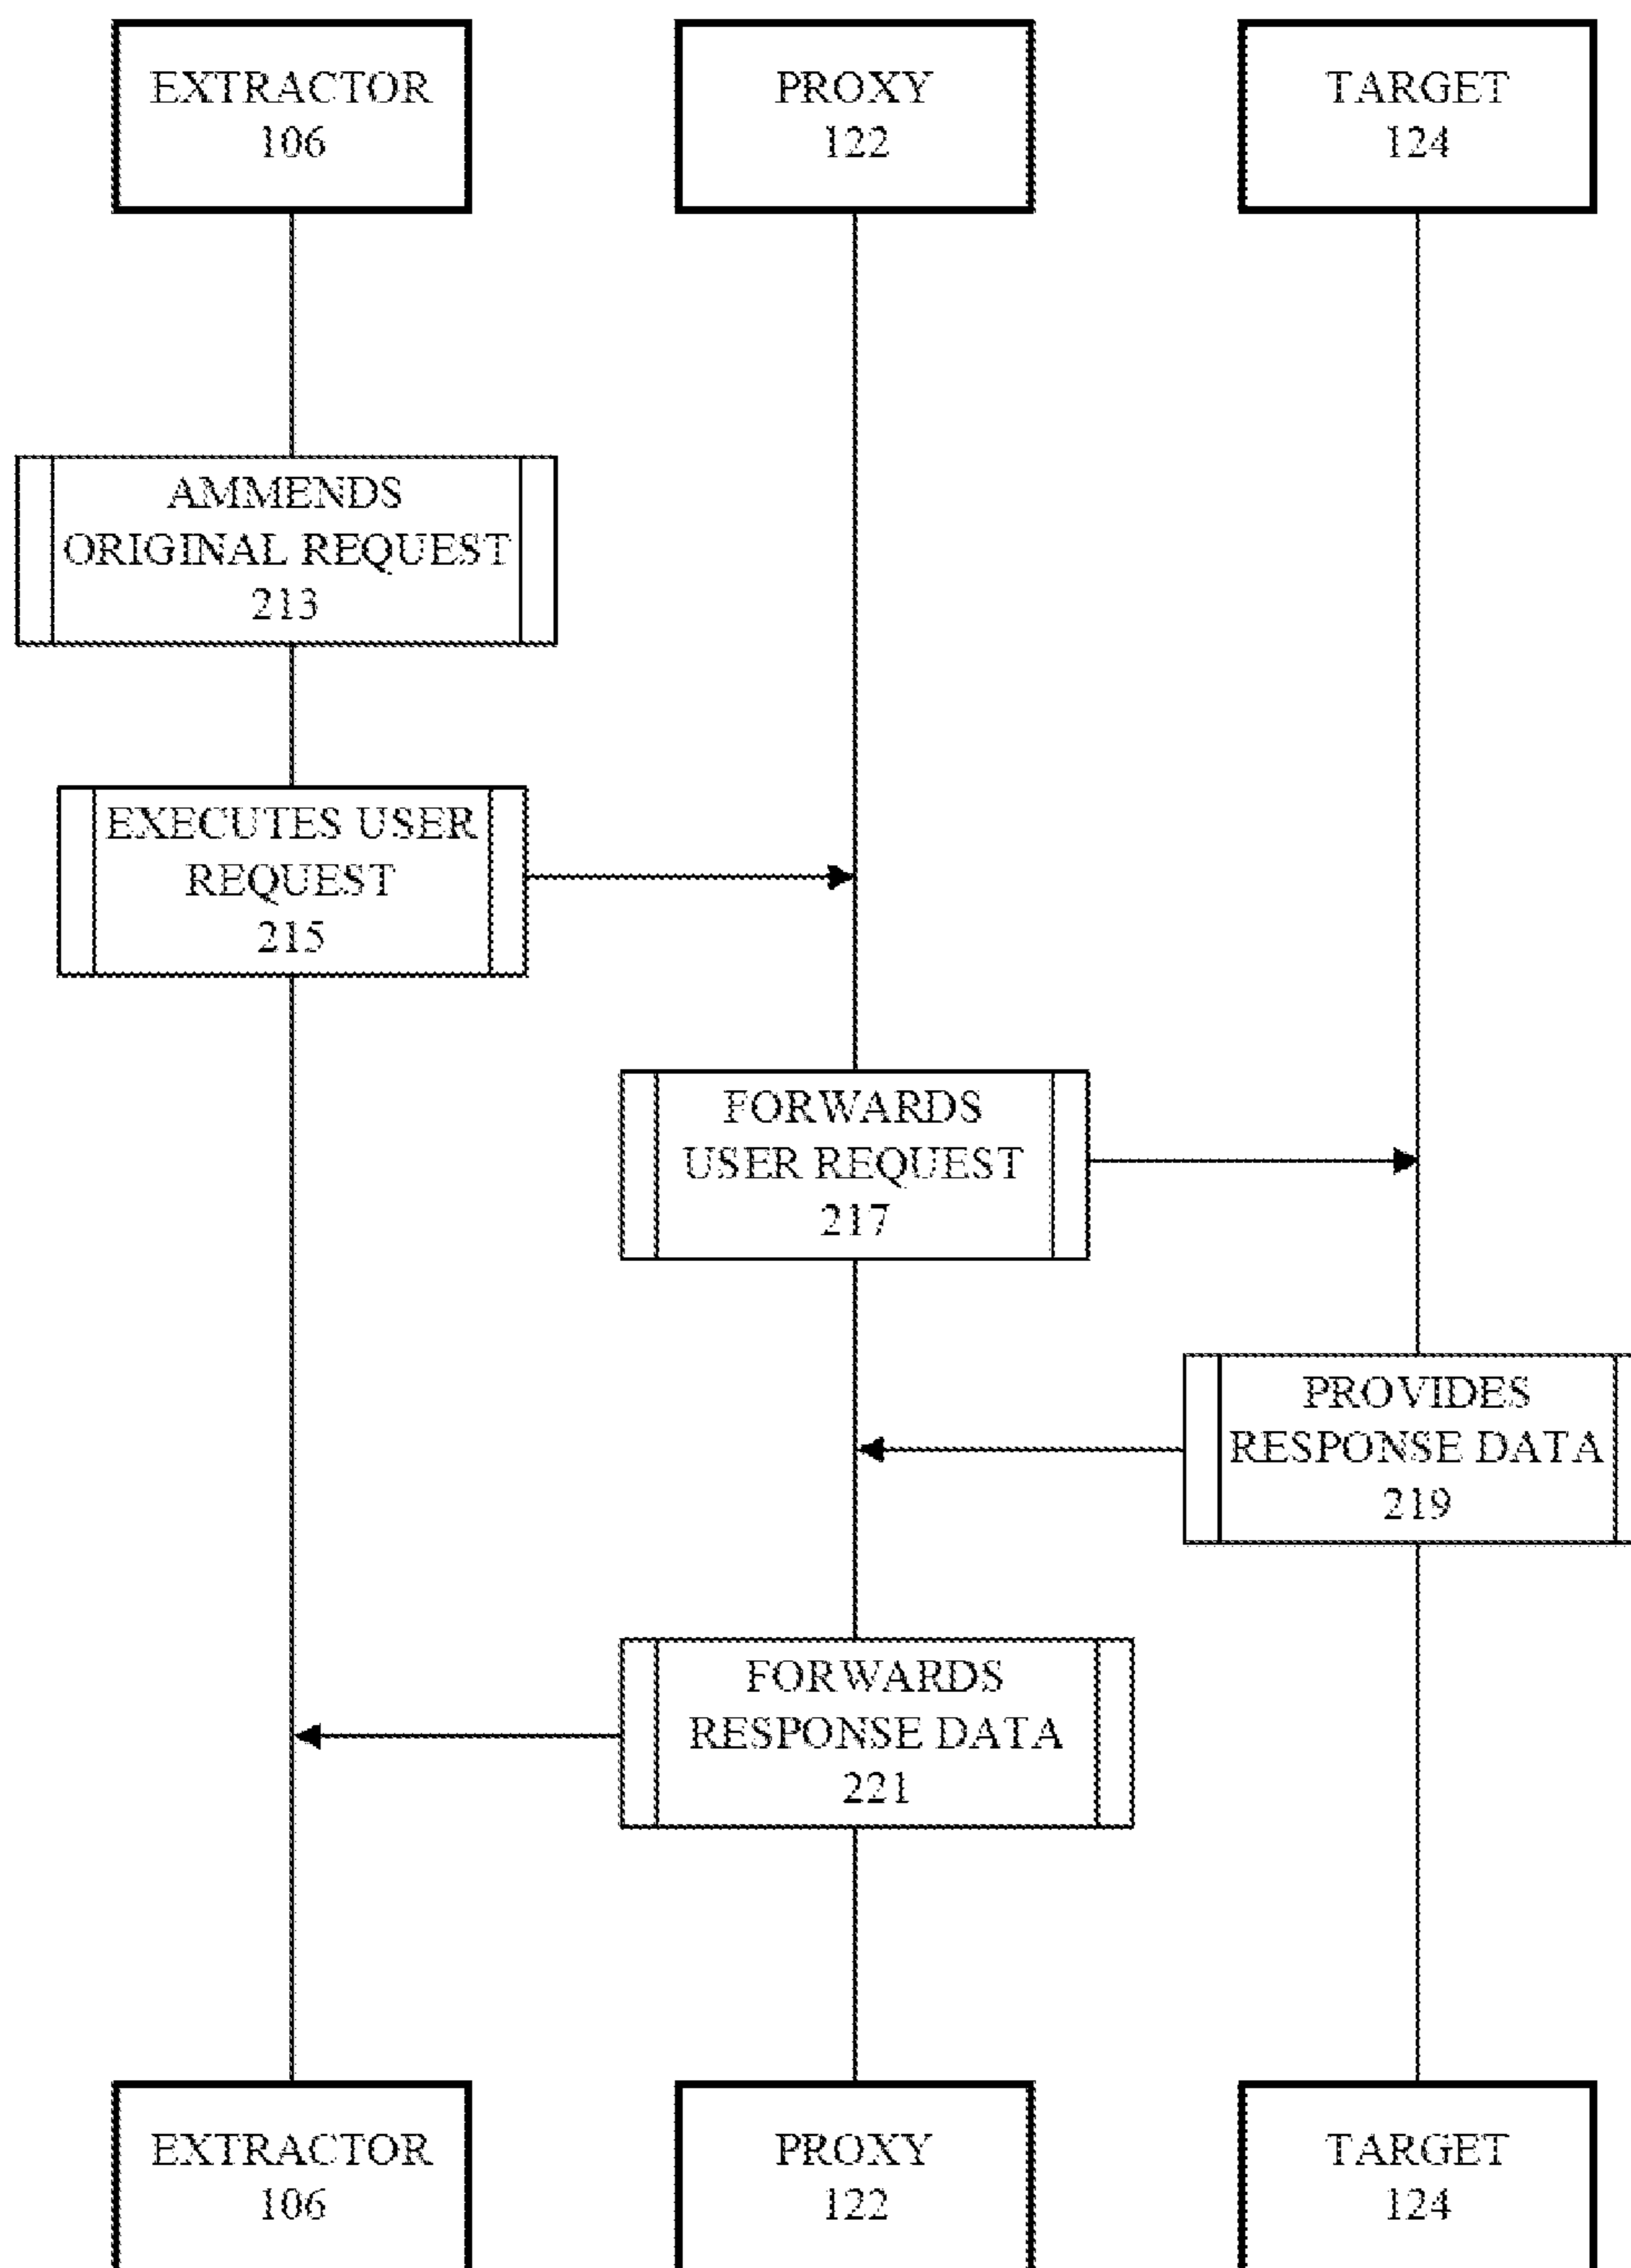 EXTRACTOR
106
PROXY
122
TARGET
124
AMMENDS
ORIGINAL REQUEST
213
EXECUTES USER
REQUEST
215
FORWARDS
USER REQUEST
217
PROVIDES
RESPONSE DATA
219
FORWARDS
RESPONSE DATA
221
EXTRACTOR
106
PROXY
122
TARGET
124